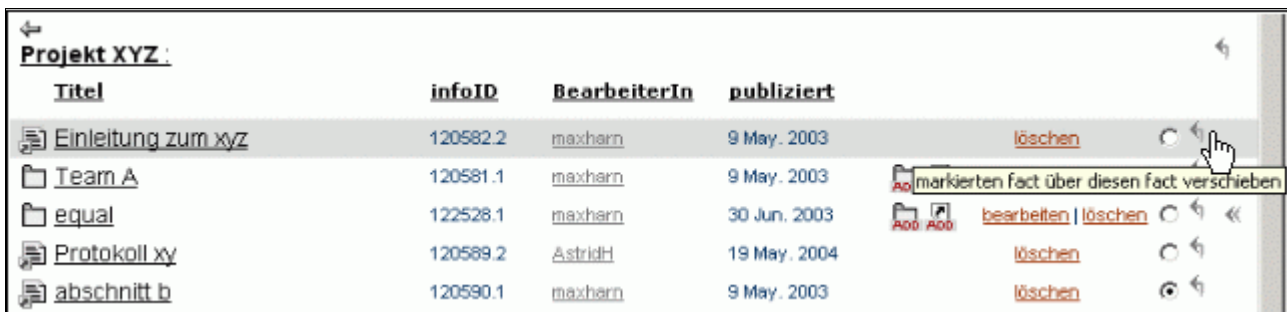 Projekt XYZ :
Titel infoID BearbeiterIn publiziert
Einleitung zum xyz 120582.2 maxharn 9 May. 2003 löschen
Team A 120581.1 maxharn 9 May. 2003
markierten fact über diesen fact verschieben
equal 122528.1 maxharn 30 Jun. 2003 ADD ADD bearbeiten | löschen «
Protokoll xy 120589.2 AstridH 19 May. 2004 löschen
abschnitt b 120590.1 maxharn 9 May. 2003 löschen